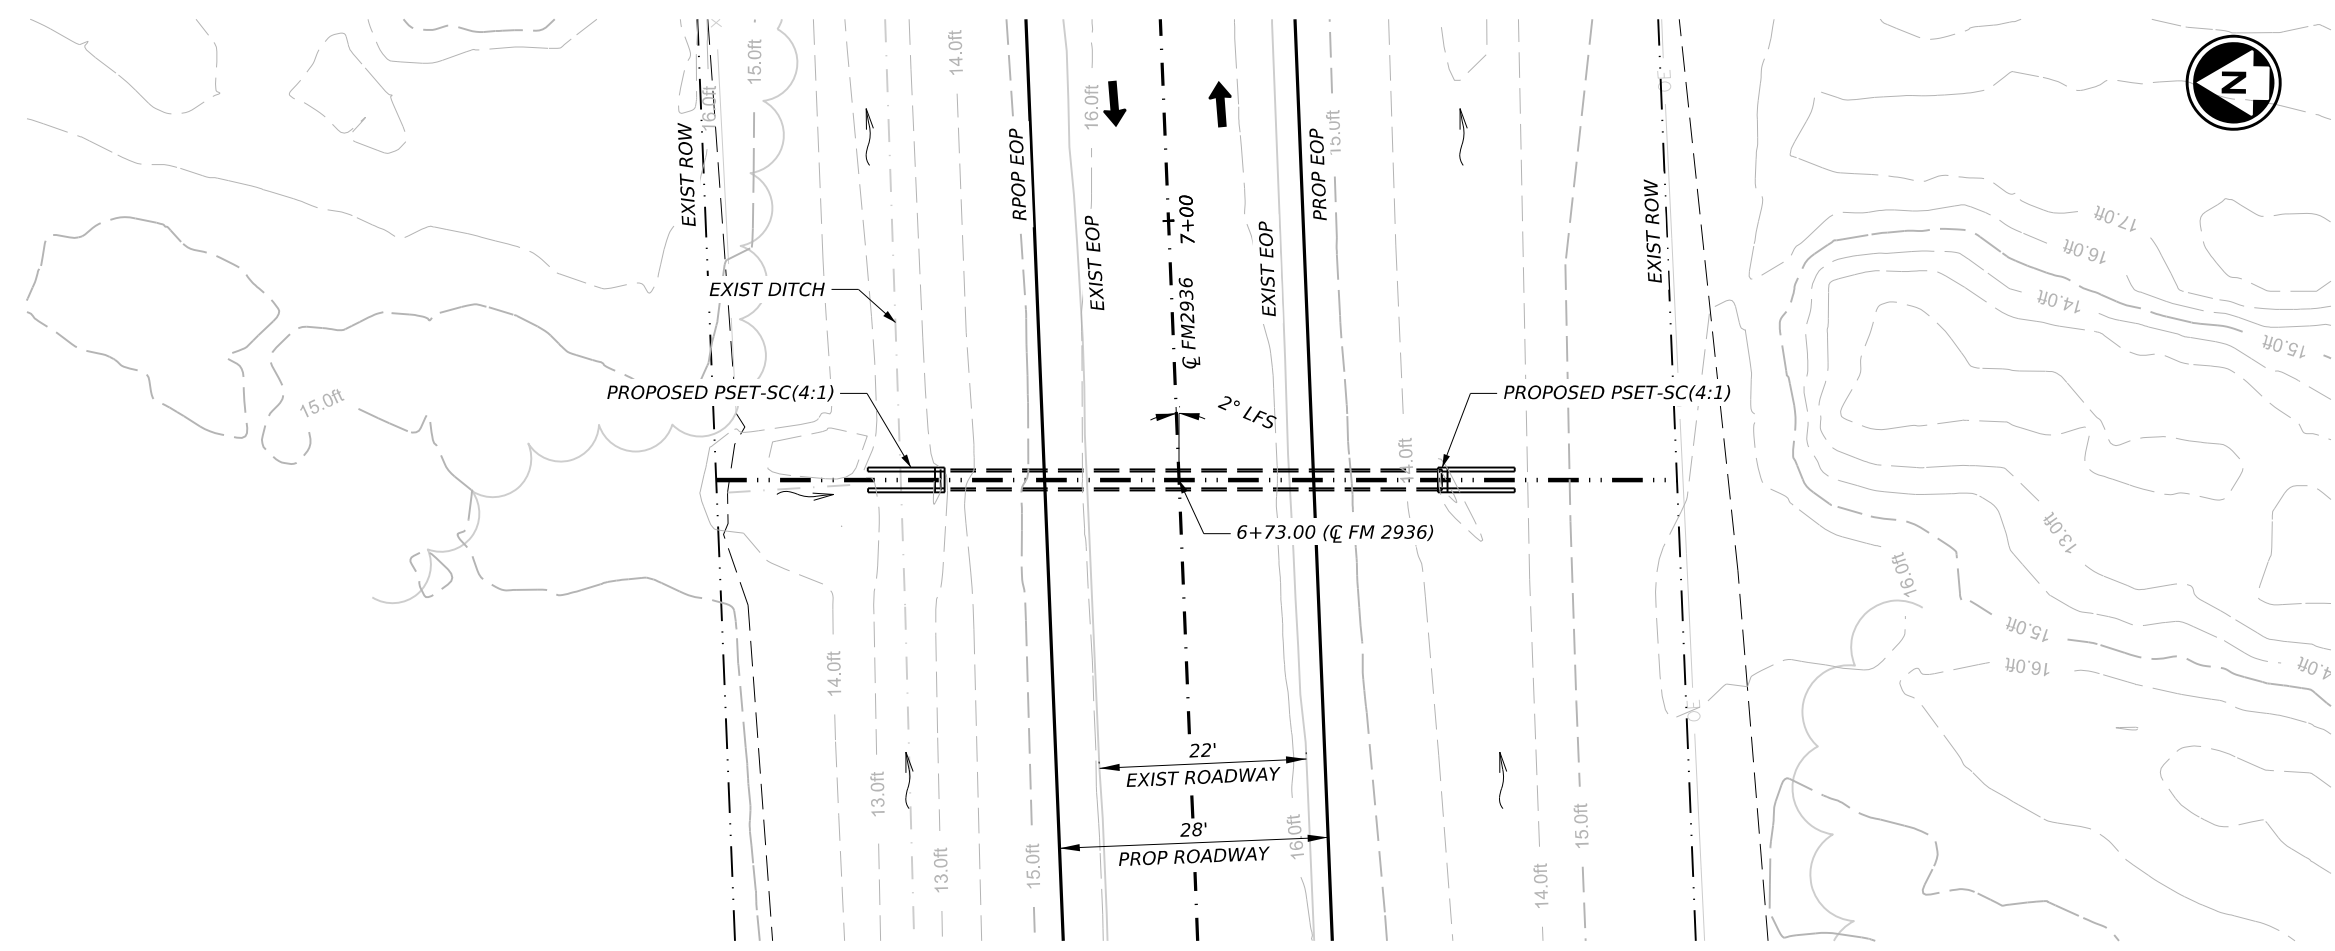 15.0ft
14.0ft
N
OE
16.0ft
16.0ft
15.0ft
EXIST ROW
RPOP EOP
PROP EOP
EXIST ROW
7+00
EXIST EOP
EXIST EOP
17.0ft
16.0ft
EXIST DITCH
℄ FM2936
14.0ft
15.0ft
PROPOSED PSET-SC(4:1)
PROPOSED PSET-SC(4:1)
15.0ft
2° LFS
14.0ft
6+73.00 (℄ FM 2936)
13.0ft
16.0ft
15.0ft
16.0ft
14.0ft
OE
22'
EXIST ROADWAY
13.0ft
15.0ft
28'
PROP ROADWAY
16.0ft
13.0ft
15.0ft
14.0ft